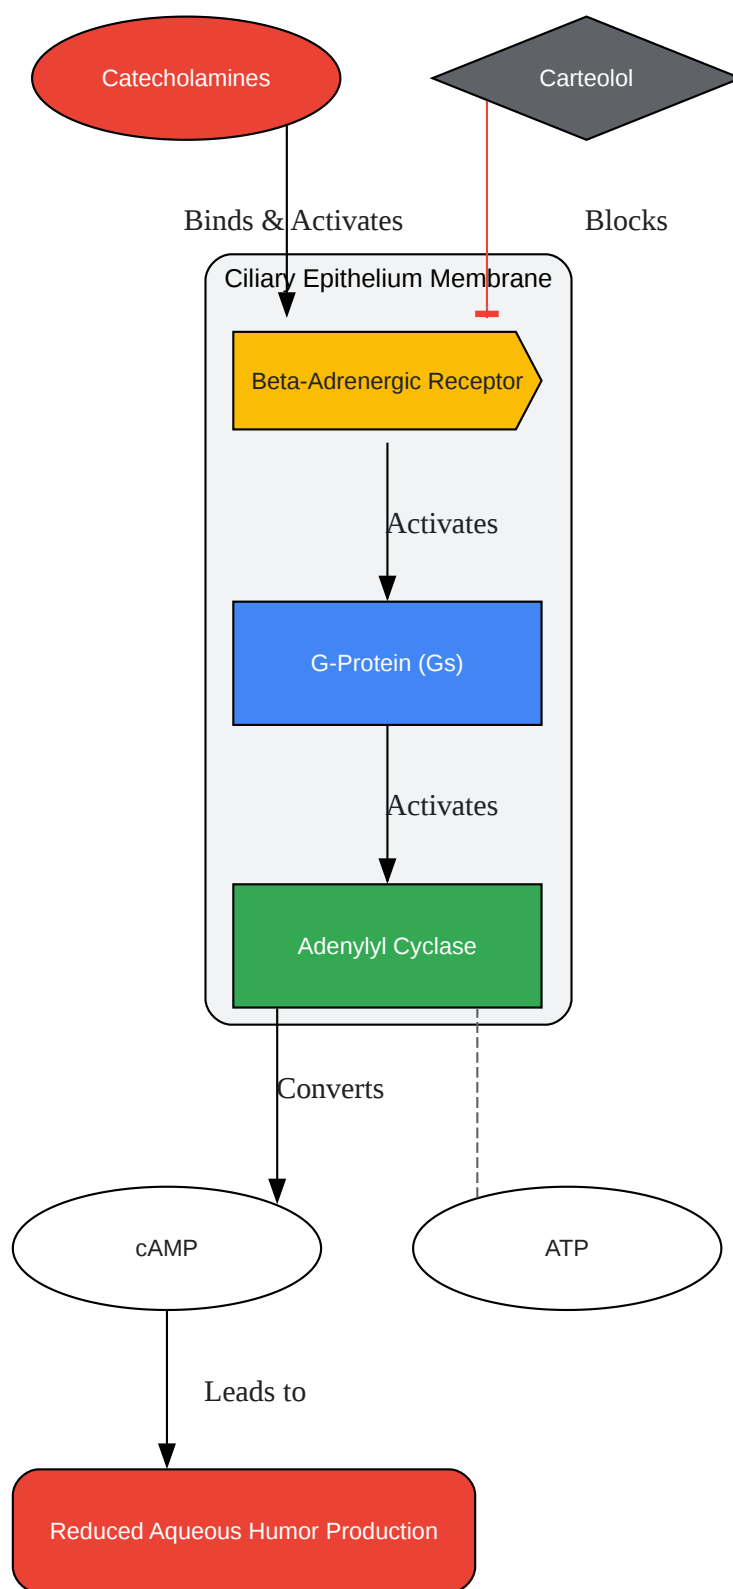 Catecholamines
Carteolol
Binds & Activates
Blocks
Ciliary Epithelium Membrane
Beta-Adrenergic Receptor
Activates
G-Protein (Gs)
Activates
Adenylyl Cyclase
Converts
cAMP
ATP
Leads to
Reduced Aqueous Humor Production